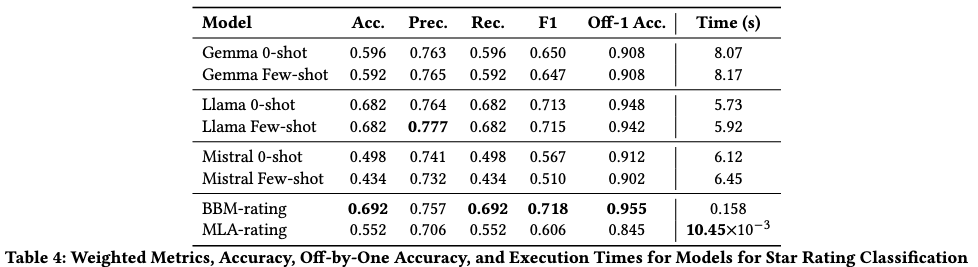 Model Acc. Prec. Rec. F1 Off-1 Acc. Time (s)
Gemma 0-shot 0.596 0.763 0.596 0.650 0.908 8.07
Gemma Few-shot 0.592 0.765 0.592 0.647 0.908 8.17
Llama 0-shot 0.682 0.764 0.682 0.713 0.948 5.73
Llama Few-shot 0.682 0.777 0.682 0.715 0.942 5.92
Mistral 0-shot 0.498 0.741 0.498 0.567 0.912 6.12
Mistral Few-shot 0.434 0.732 0.434 0.510 0.902 6.45
BBM-rating 0.692 0.757 0.692 0.718 0.955 0.158
MLA-rating 0.552 0.706 0.552 0.606 0.845 10.45×10⁻³
Table 4: Weighted Metrics, Accuracy, Off-by-One Accuracy, and Execution Times for Models for Star Rating Classification